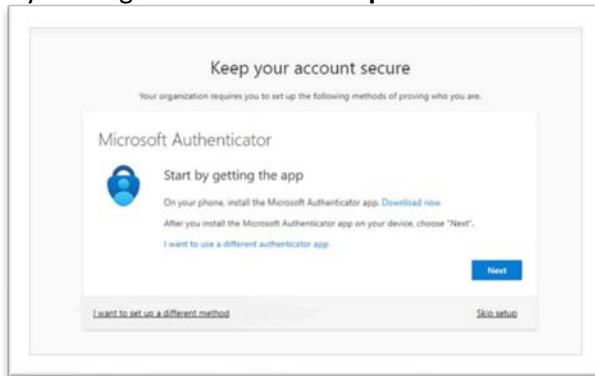 Keep your account secure
Your organization requires you to set up the following methods of proving who you are.
Microsoft Authenticator
Start by getting the app
On your phone, install the Microsoft Authenticator app. Download now
After you install the Microsoft Authenticator app on your device, choose "Next".
I want to use a different authenticator app
Next
I want to set up a different method
Skip setup